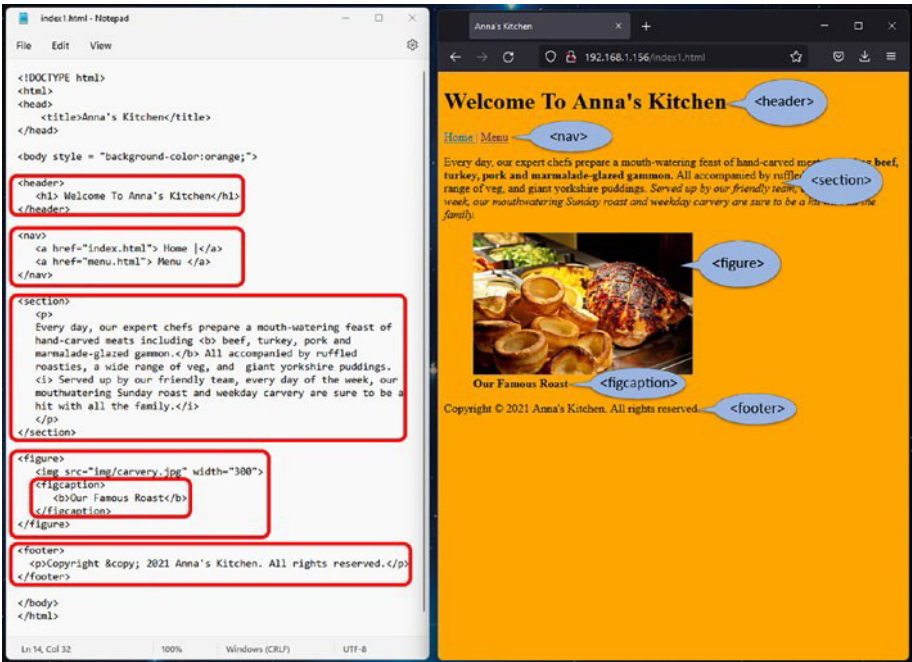 index1.html - Notepad
File Edit View
<!DOCTYPE html>
<html>
<head>
<title>Anna's Kitchen</title>
</head>
<body style = "background-color:orange;">
<header>
<h1> Welcome To Anna's Kitchen</h1>
</header>
<nav>
<a href="index.html"> Home |</a>
<a href="menu.html"> Menu </a>
</nav>
<section>
<p>
Every day, our expert chefs prepare a mouth-watering feast of
hand-carved meats including <b> beef, turkey, pork and
marmalade-glazed gammon.</b> All accompanied by ruffled
roasties, a wide range of veg, and giant yorkshire puddings.
<i> Served up by our friendly team, every day of the week, our
mouthwatering Sunday roast and weekday carvery are sure to be a
hit with all the family.</i>
</p>
</section>
<figure>
<img src="img/carvery.jpg" width="300">
<figcaption>
<b>Our Famous Roast</b>
</figcaption>
</figure>
<footer>
<p>Copyright &copy; 2021 Anna's Kitchen. All rights reserved.</p>
</footer>
</body>
</html>
Ln 14, Col 32 100% Windows (CRLF) UTF-8
Anna's Kitchen
192.168.1.156/index1.html
Welcome To Anna's Kitchen <header>
Home | Menu <nav>
Every day, our expert chefs prepare a mouth-watering feast of hand-carved beef,
turkey, pork and marmalade-glazed gammon. All accompanied by
range of veg, and giant yorkshire puddings. Served up by our friendly team, <section>
week, our mouthwatering Sunday roast and weekday carvery are sure to be a the
family.
<figure>
Our Famous Roast <figcaption>
Copyright © 2021 Anna's Kitchen. All rights reserved <footer>